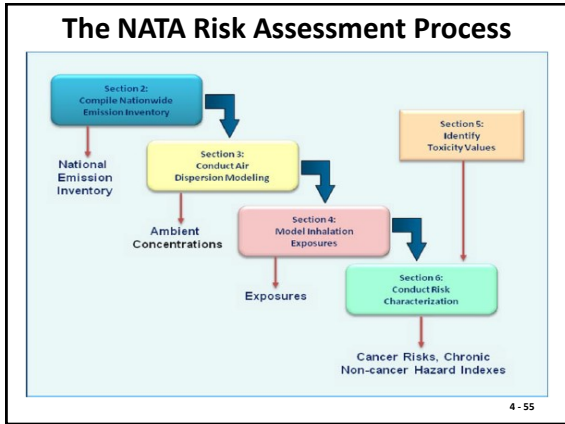 The NATA Risk Assessment Process
Section 2:
Compile Nationwide
Emission Inventory
National
Emission
Inventory
Section 3:
Conduct Air
Dispersion Modeling
Ambient
Concentrations
Section 4:
Model Inhalation
Exposures
Exposures
Section 5:
Identify
Toxicity Values
Section 6:
Conduct Risk
Characterization
Cancer Risks, Chronic
Non-cancer Hazard Indexes
4 - 55